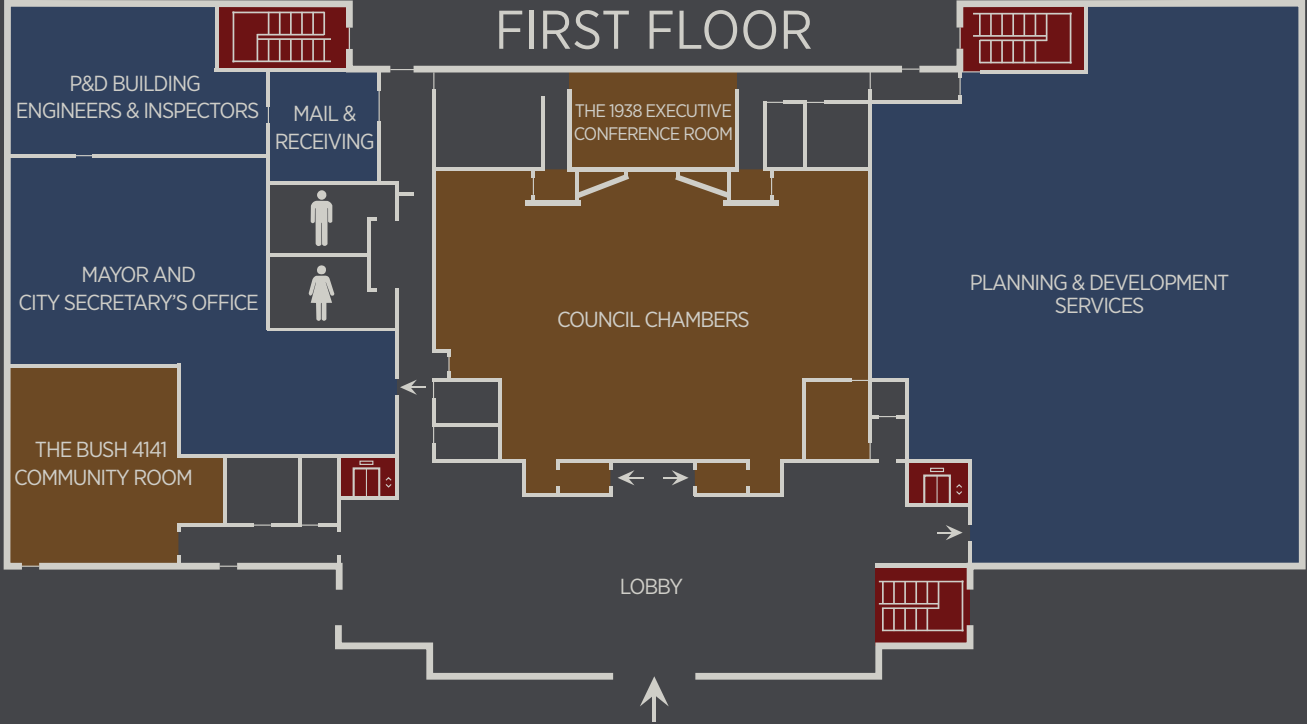 FIRST FLOOR
P&D BUILDING
ENGINEERS & INSPECTORS
MAIL &
RECEIVING
THE 1938 EXECUTIVE
CONFERENCE ROOM
MAYOR AND
CITY SECRETARY'S OFFICE
COUNCIL CHAMBERS
PLANNING & DEVELOPMENT
SERVICES
THE BUSH 4141
COMMUNITY ROOM
LOBBY